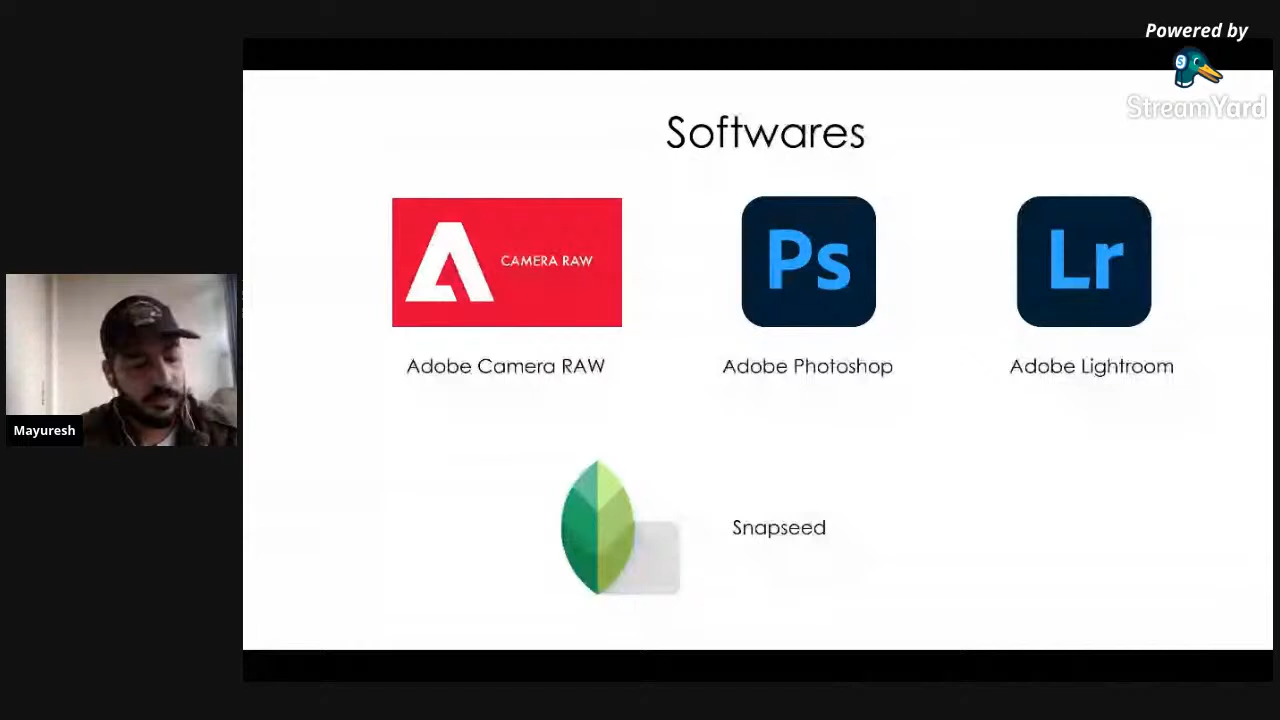 Powered by
StreamYard
Softwares
CAMERA RAW
Ps
Lr
Adobe Camera RAW
Adobe Photoshop
Adobe Lightroom
Mayuresh
Snapseed